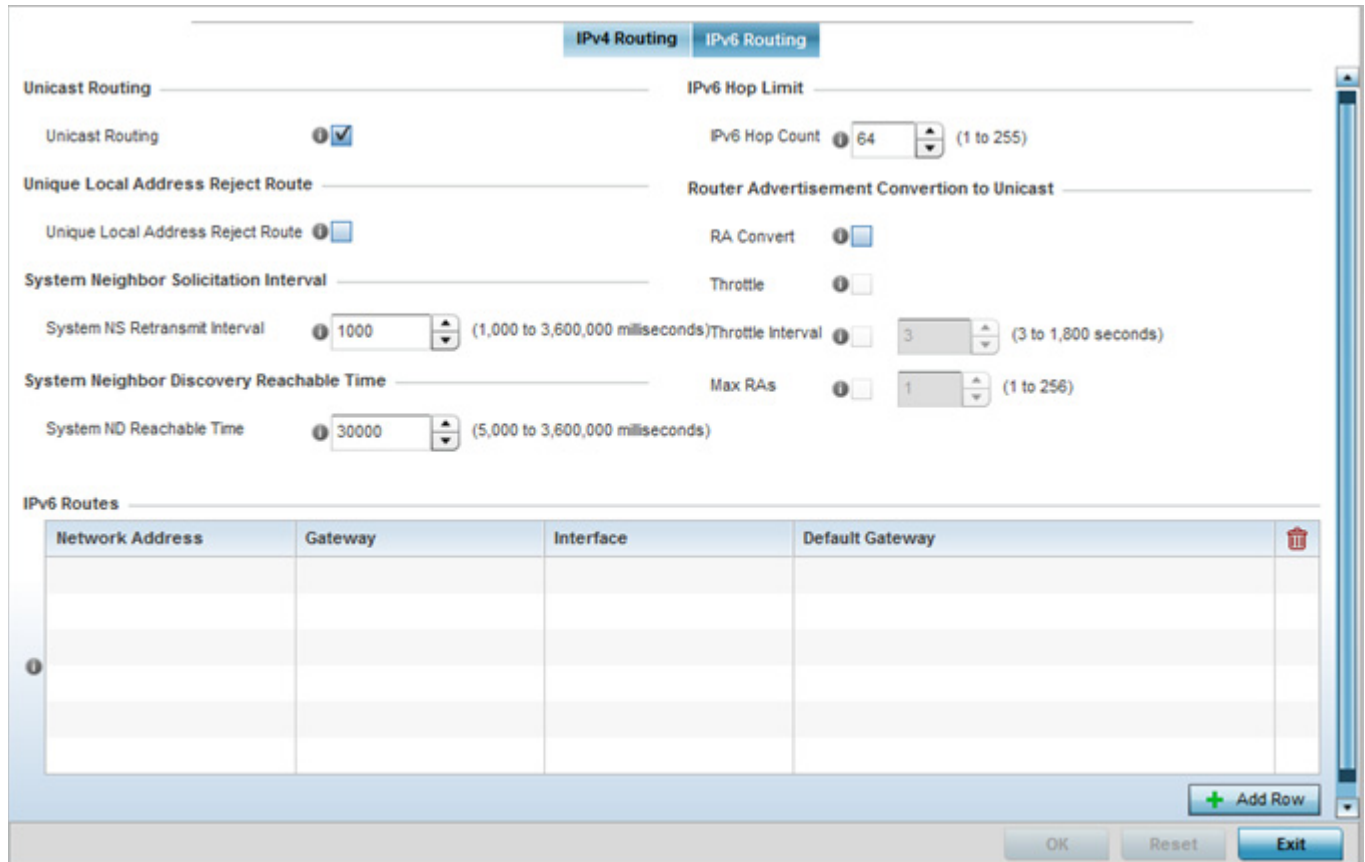 IPv4 Routing IPv6 Routing
Unicast Routing
Unicast Routing
Unique Local Address Reject Route
Unique Local Address Reject Route
System Neighbor Solicitation Interval
System NS Retransmit Interval 1000 (1,000 to 3,600,000 milliseconds)
System Neighbor Discovery Reachable Time
System ND Reachable Time 30000 (5,000 to 3,600,000 milliseconds)
IPv6 Hop Limit
IPv6 Hop Count 64 (1 to 255)
Router Advertisement Convertion to Unicast
RA Convert
Throttle
Throttle Interval 3 (3 to 1,800 seconds)
Max RAs 1 (1 to 256)
IPv6 Routes
Network Address Gateway Interface Default Gateway
Add Row
OK Reset Exit